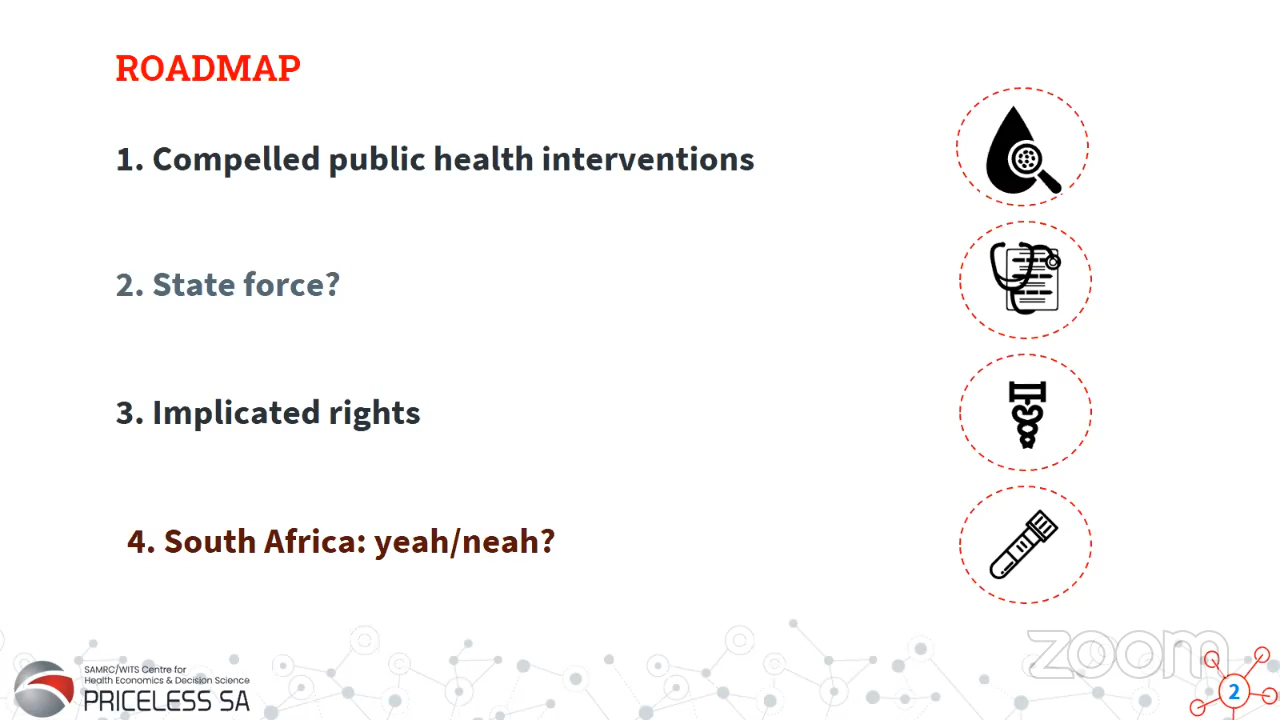 ROADMAP
1. Compelled public health interventions
2. State force?
3. Implicated rights
4. South Africa: yeah/neah?
SAMRC/WITS Centre for
Health Economics & Decision Science
PRICELESS SA
zoom
2